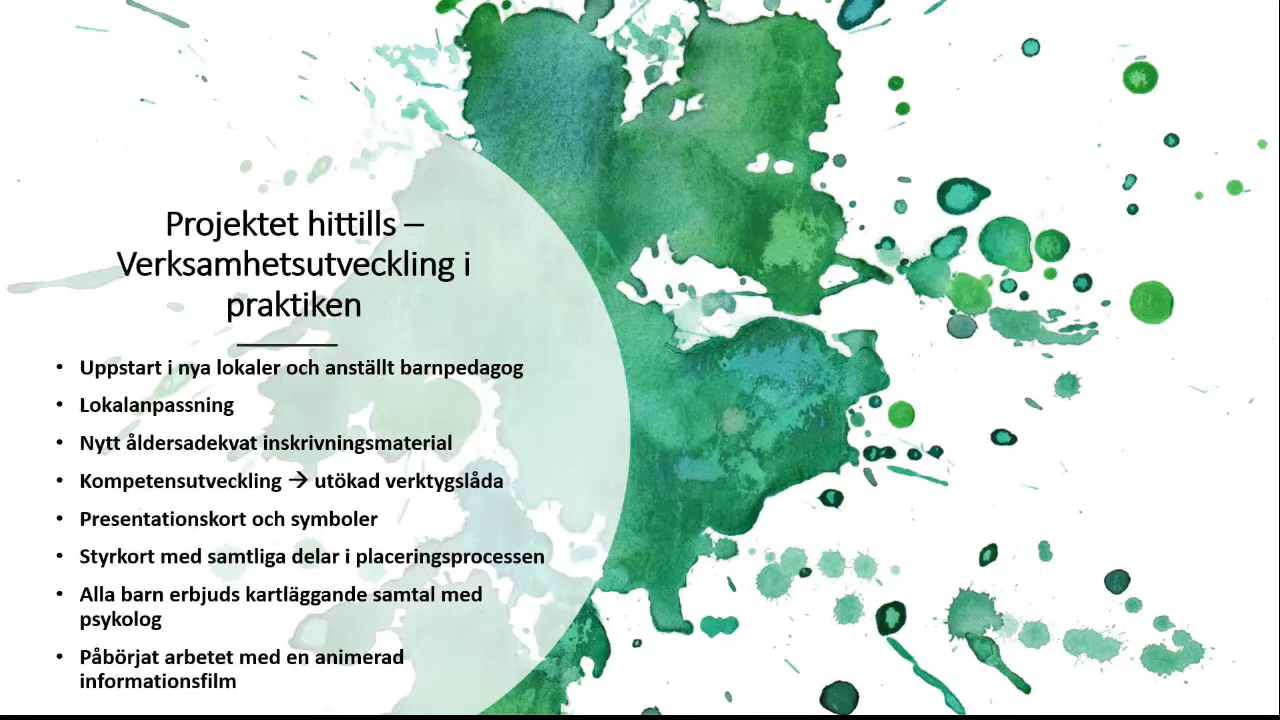 Projektet hittills –
Verksamhetsutveckling i
praktiken
• Uppstart i nya lokaler och anställt barnpedagog
• Lokalanpassning
• Nytt åldersadekvat inskrivningsmaterial
• Kompetensutveckling → utökad verktygslåda
• Presentationskort och symboler
• Styrkort med samtliga delar i placeringsprocessen
• Alla barn erbjuds kartläggande samtal med
psykolog
• Påbörjat arbetet med en animerad
informationsfilm